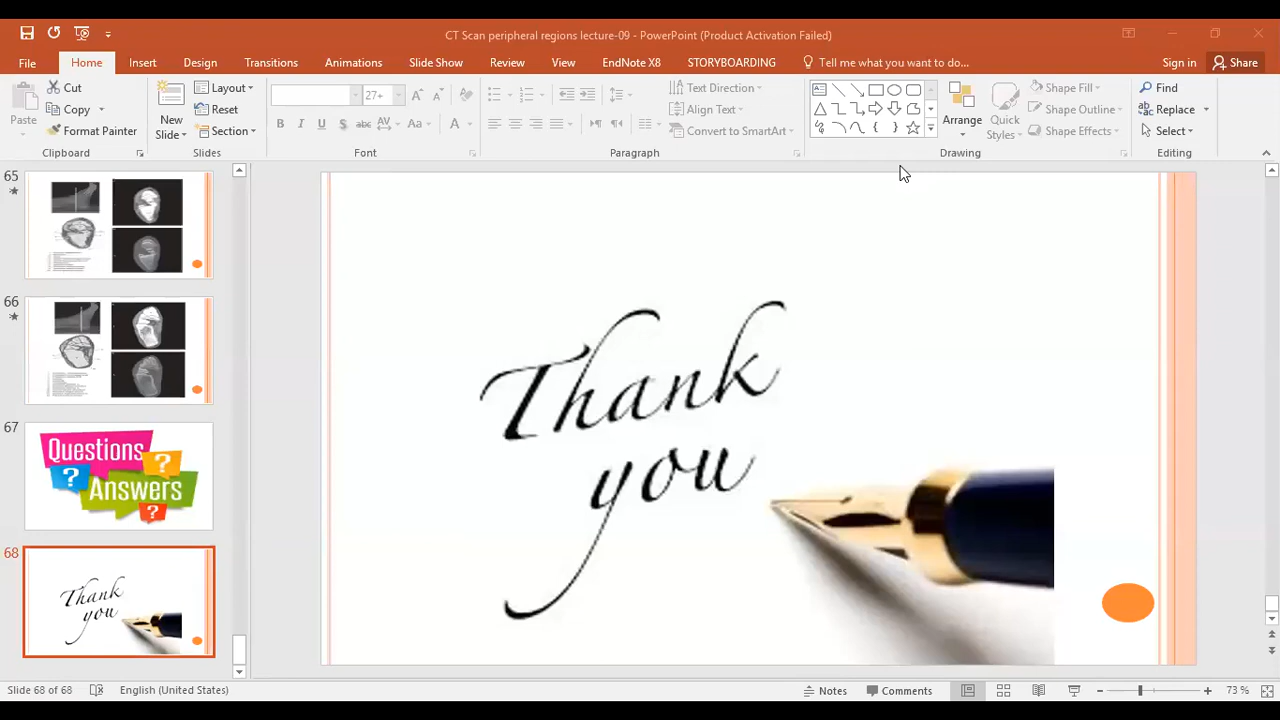 CT Scan peripheral regions lecture-09 - PowerPoint (Product Activation Failed)
File Home Insert Design Transitions Animations Slide Show Review View EndNote X8 STORYBOARDING Tell me what you want to do... Sign in Share
Paste
Cut
Copy
Format Painter
Clipboard
New Slide
Layout
Reset
Section
Slides
27+
B I U S abc AV Aa A
Font
Text Direction
Align Text
Convert to SmartArt
Paragraph
Arrange
Quick Styles
Shape Fill
Shape Outline
Shape Effects
Drawing
Find
Replace
Select
Editing
65
66
67
Questions
?
?
Answers
?
68
Thank
you
Thank
you
Slide 68 of 68 English (United States) Notes Comments 73 %